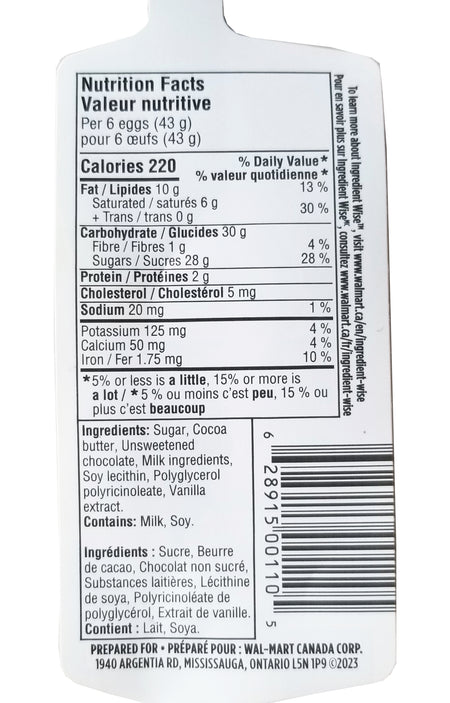 Nutrition Facts
Valeur nutritive
Per 6 eggs (43 g)
pour 6 œufs (43 g)
Calories 220
% Daily Value*
% valeur quotidienne *
Fat / Lipides 10 g 13 %
Saturated / saturés 6 g
+ Trans / trans 0 g 30 %
Carbohydrate / Glucides 30 g
Fibre / Fibres 1 g 4 %
Sugars / Sucres 28 g 28 %
Protein / Protéines 2 g
Cholesterol / Cholestérol 5 mg
Sodium 20 mg 1 %
Potassium 125 mg 4 %
Calcium 50 mg 4 %
Iron / Fer 1.75 mg 10 %
*5% or less is a little, 15% or more is
a lot / *5 % ou moins c'est peu, 15 % ou
plus c'est beaucoup
To learn more about Ingredient Wise™, visit www.walmart.ca/en/ingredient-wise
Pour en savoir plus sur Ingredient Wise™, consultez www.walmart.ca/fr/ingredient-wise
Ingredients: Sugar, Cocoa
butter, Unsweetened
chocolate, Milk ingredients,
Soy lecithin, Polyglycerol
polyricinoleate, Vanilla
extract.
Contains: Milk, Soy.
Ingrédients : Sucre, Beurre
de cacao, Chocolat non sucré,
Substances laitières, Lécithine
de soya, Polyricinoléate de
polyglycérol, Extrait de vanille.
Contient : Lait, Soya.
6 28915 00110 5
PREPARED FOR • PRÉPARÉ POUR : WAL-MART CANADA CORP.
1940 ARGENTIA RD, MISSISSAUGA, ONTARIO L5N 1P9 ©2023